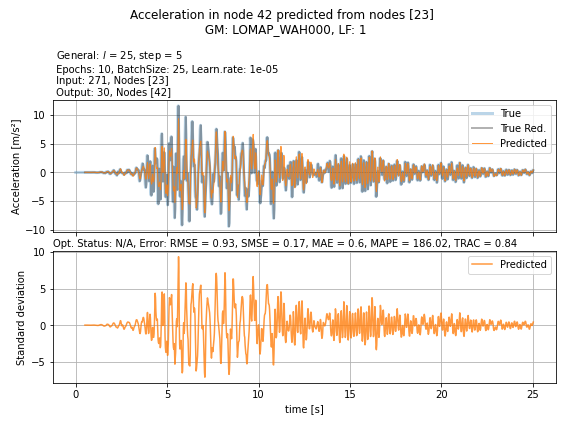 Acceleration in node 42 predicted from nodes [23]
GM: LOMAP_WAH000, LF: 1
General: l = 25, step = 5
Epochs: 10, BatchSize: 25, Learn.rate: 1e-05
Input: 271, Nodes [23]
Output: 30, Nodes [42]
True
True Red.
Predicted
Acceleration [m/s²]
10
5
0
−5
−10
Opt. Status: N/A, Error: RMSE = 0.93, SMSE = 0.17, MAE = 0.6, MAPE = 186.02, TRAC = 0.84
Predicted
Standard deviation
10
5
0
−5
0
5
10
15
20
25
time [s]